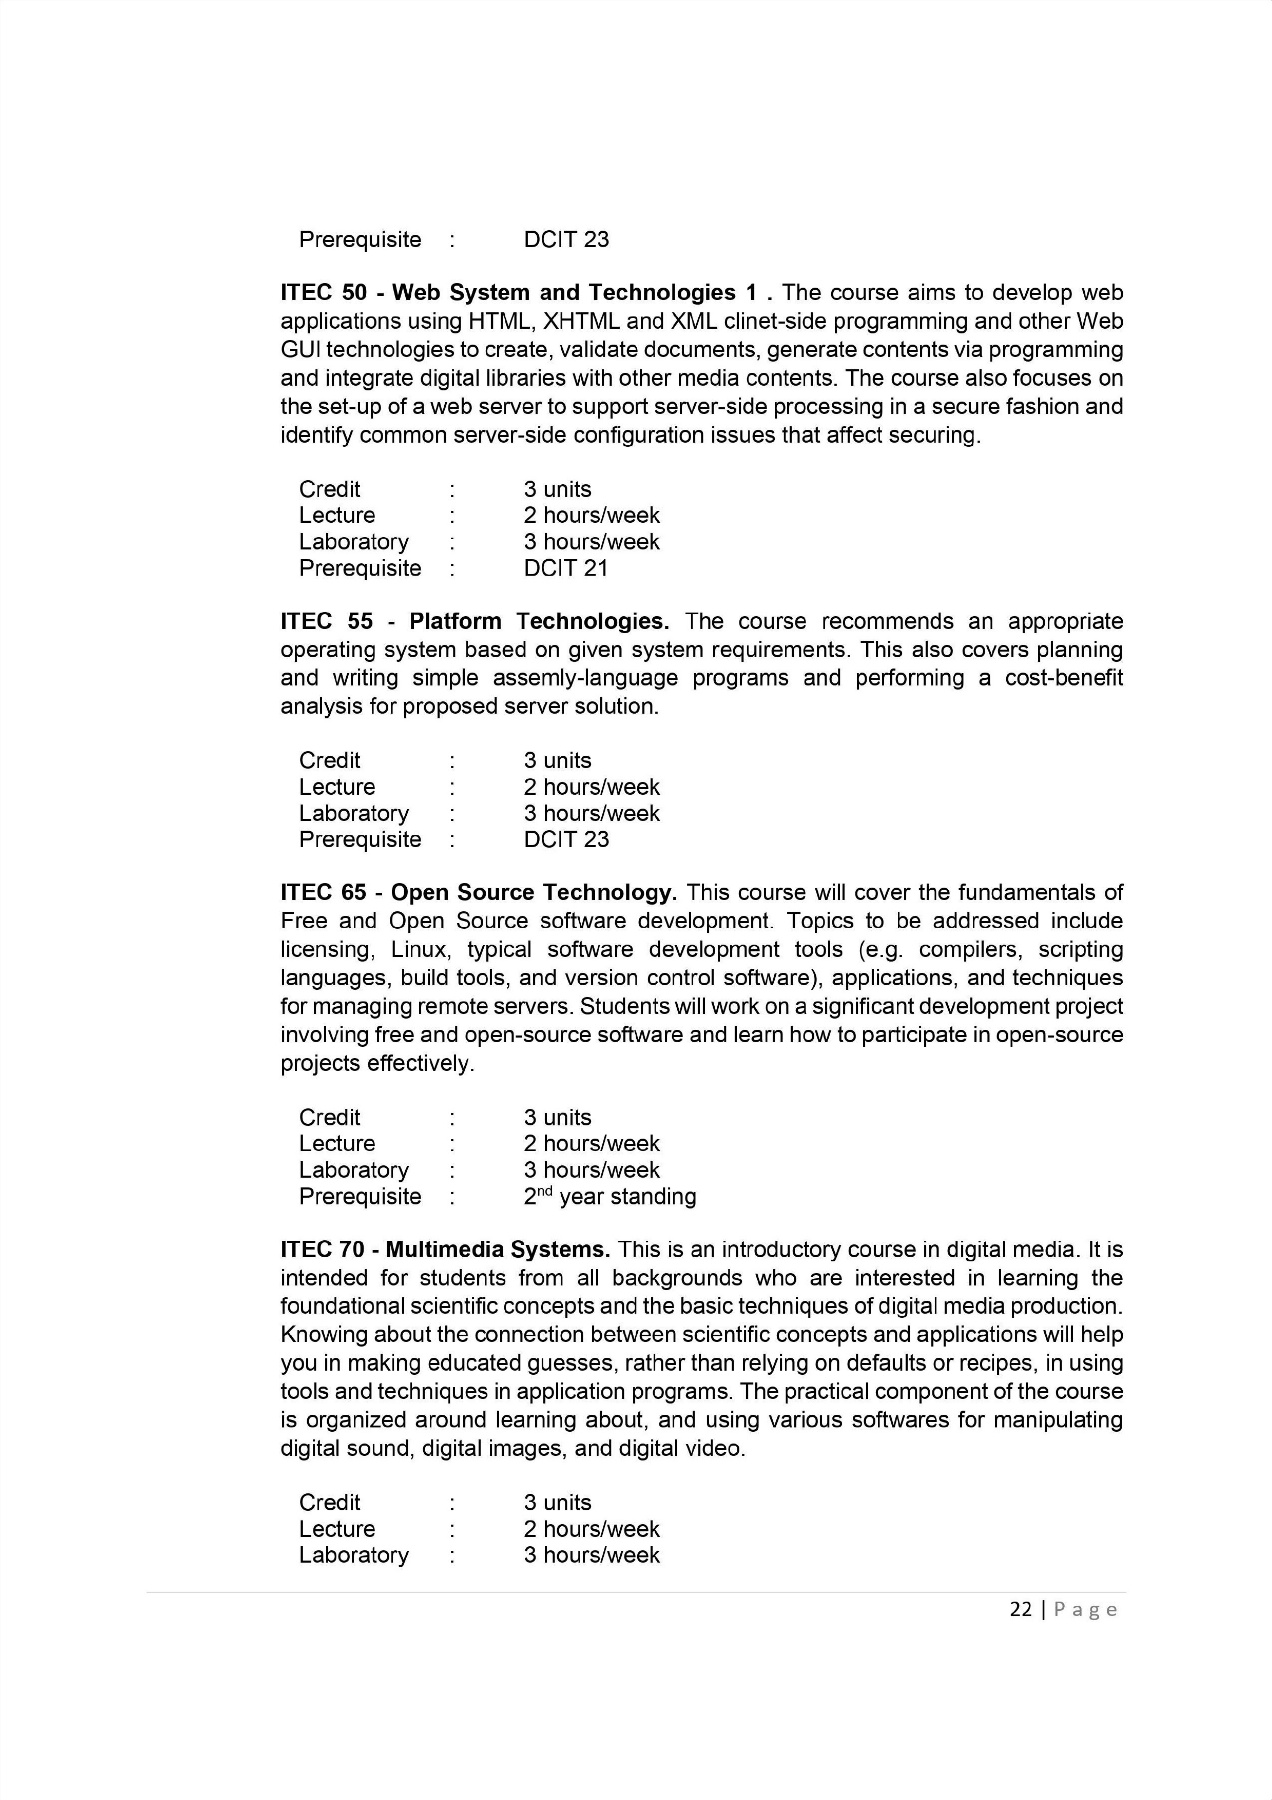 Prerequisite : DCIT 23
ITEC 50 - Web System and Technologies 1 . The course aims to develop web
applications using HTML, XHTML and XML clinet-side programming and other Web
GUI technologies to create, validate documents, generate contents via programming
and integrate digital libraries with other media contents. The course also focuses on
the set-up of a web server to support server-side processing in a secure fashion and
identify common server-side configuration issues that affect securing.
Credit : 3 units
Lecture : 2 hours/week
Laboratory : 3 hours/week
Prerequisite : DCIT 21
ITEC 55 - Platform Technologies. The course recommends an appropriate
operating system based on given system requirements. This also covers planning
and writing simple assemly-language programs and performing a cost-benefit
analysis for proposed server solution.
Credit : 3 units
Lecture : 2 hours/week
Laboratory : 3 hours/week
Prerequisite : DCIT 23
ITEC 65 - Open Source Technology. This course will cover the fundamentals of
Free and Open Source software development. Topics to be addressed include
licensing, Linux, typical software development tools (e.g. compilers, scripting
languages, build tools, and version control software), applications, and techniques
for managing remote servers. Students will work on a significant development project
involving free and open-source software and learn how to participate in open-source
projects effectively.
Credit : 3 units
Lecture : 2 hours/week
Laboratory : 3 hours/week
Prerequisite : 2nd year standing
ITEC 70 - Multimedia Systems. This is an introductory course in digital media. It is
intended for students from all backgrounds who are interested in learning the
foundational scientific concepts and the basic techniques of digital media production.
Knowing about the connection between scientific concepts and applications will help
you in making educated guesses, rather than relying on defaults or recipes, in using
tools and techniques in application programs. The practical component of the course
is organized around learning about, and using various softwares for manipulating
digital sound, digital images, and digital video.
Credit : 3 units
Lecture : 2 hours/week
Laboratory : 3 hours/week
22 | Page